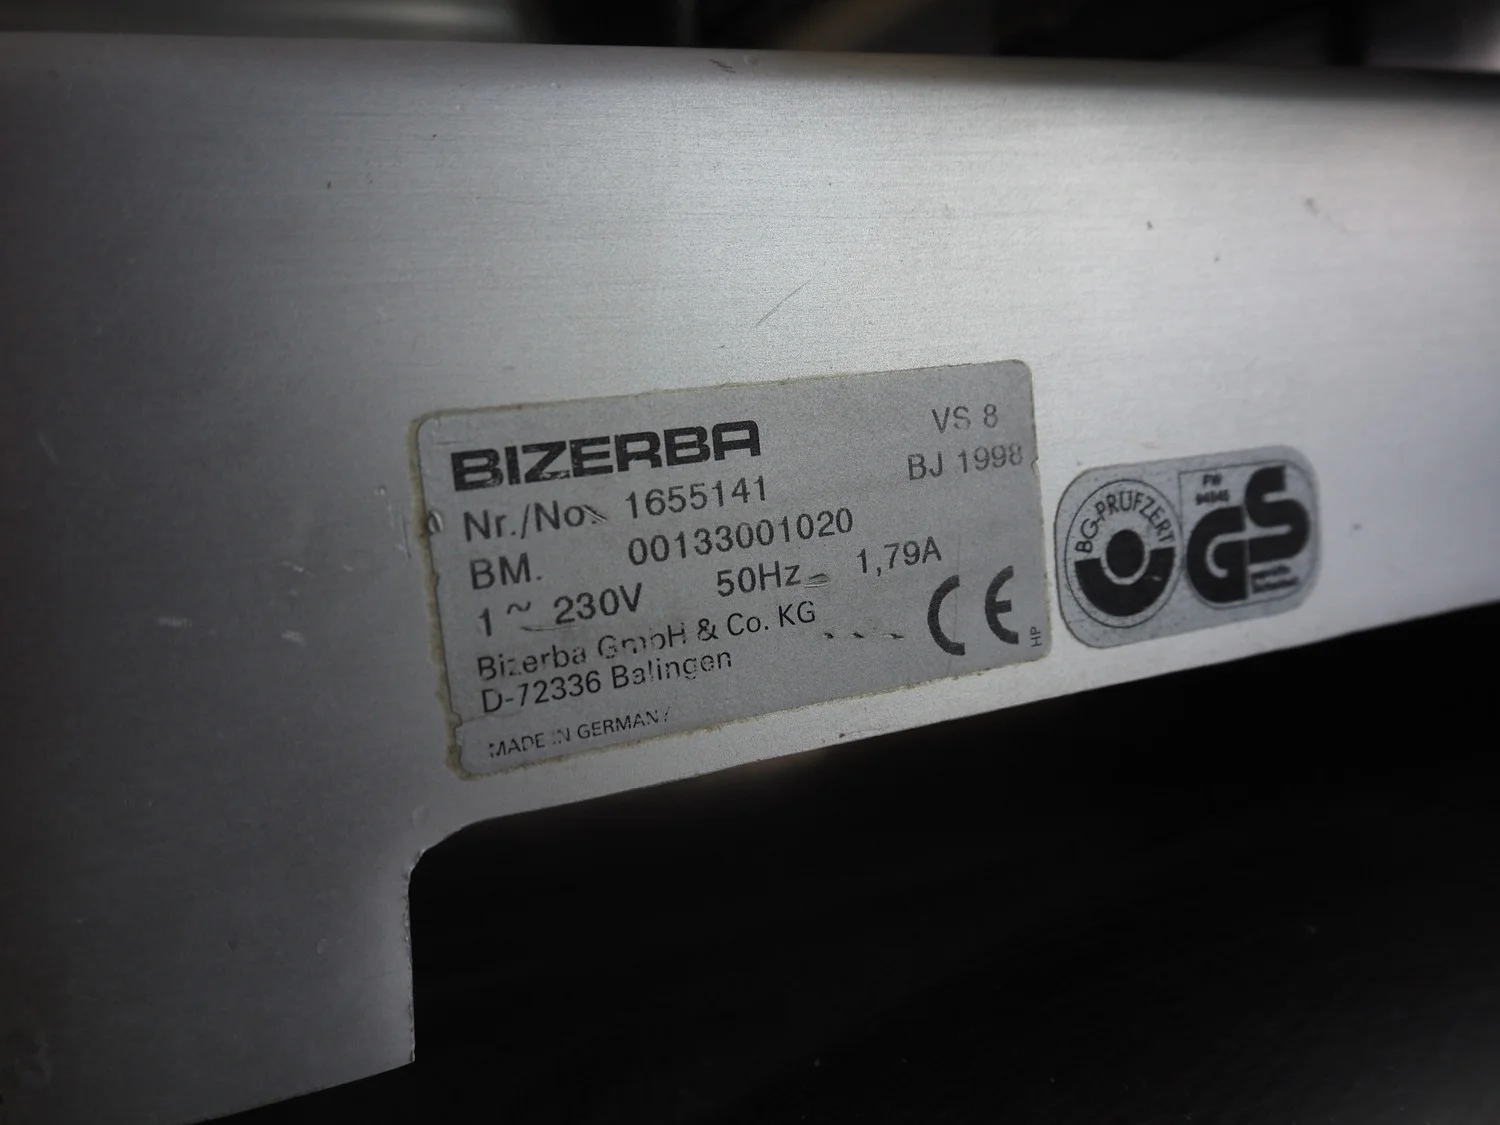 BIZERBA
VS 8
Nr./No. 1655141
BJ 1998
BM. 00133001020
1 ~ 230V 50Hz 1,79A
Bizerba GmbH & Co. KG
D-72336 Balingen
CE
HP
MADE IN GERMANY
BG-PRÜFZERT
GS